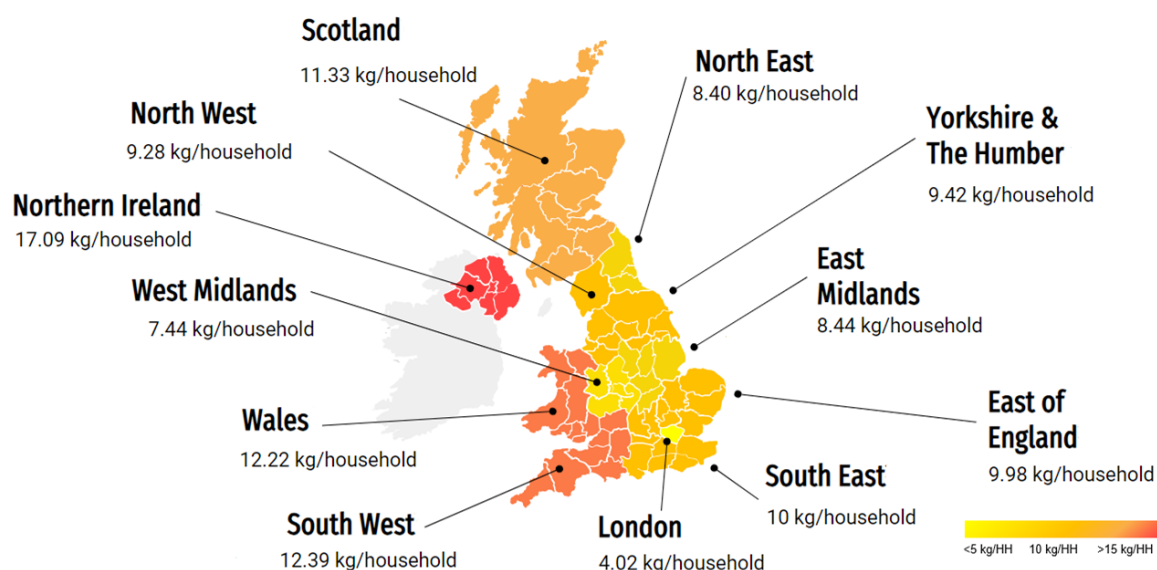 Scotland
11.33 kg/household
North East
8.40 kg/household
North West
9.28 kg/household
Yorkshire &
The Humber
9.42 kg/household
Northern Ireland
17.09 kg/household
West Midlands
7.44 kg/household
East
Midlands
8.44 kg/household
Wales
12.22 kg/household
East of
England
9.98 kg/household
South East
10 kg/household
South West
12.39 kg/household
London
4.02 kg/household
<5 kg/HH 10 kg/HH >15 kg/HH